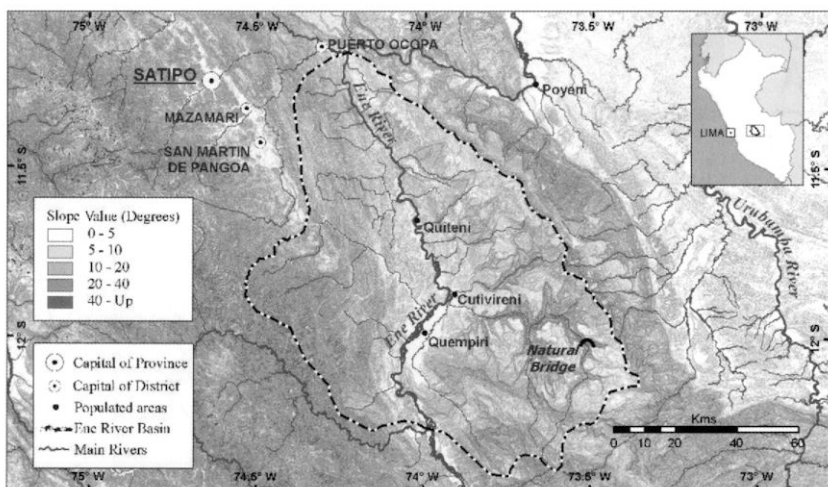 75° W
74.5° W
74° W
73.5° W
73° W
PUERTO OCOPA
SATIPO
MAZAMARI
SAN MARTIN
DE PANGOA
Ene River
Poyeni
LIMA
11.5° S
11.5° S
Urubamba River
Slope Value (Degrees)
0 - 5
5 - 10
10 - 20
20 - 40
40 - Up
Quiteni
Cutivireni
Ene River
Quempiri
Natural
Bridge
12° S
12° S
Capital of Province
Capital of District
Populated areas
Ene River Basin
Main Rivers
Kms
0 5 10 20 40 60
75° W
74.5° W
74° W
73.5° W
73° W